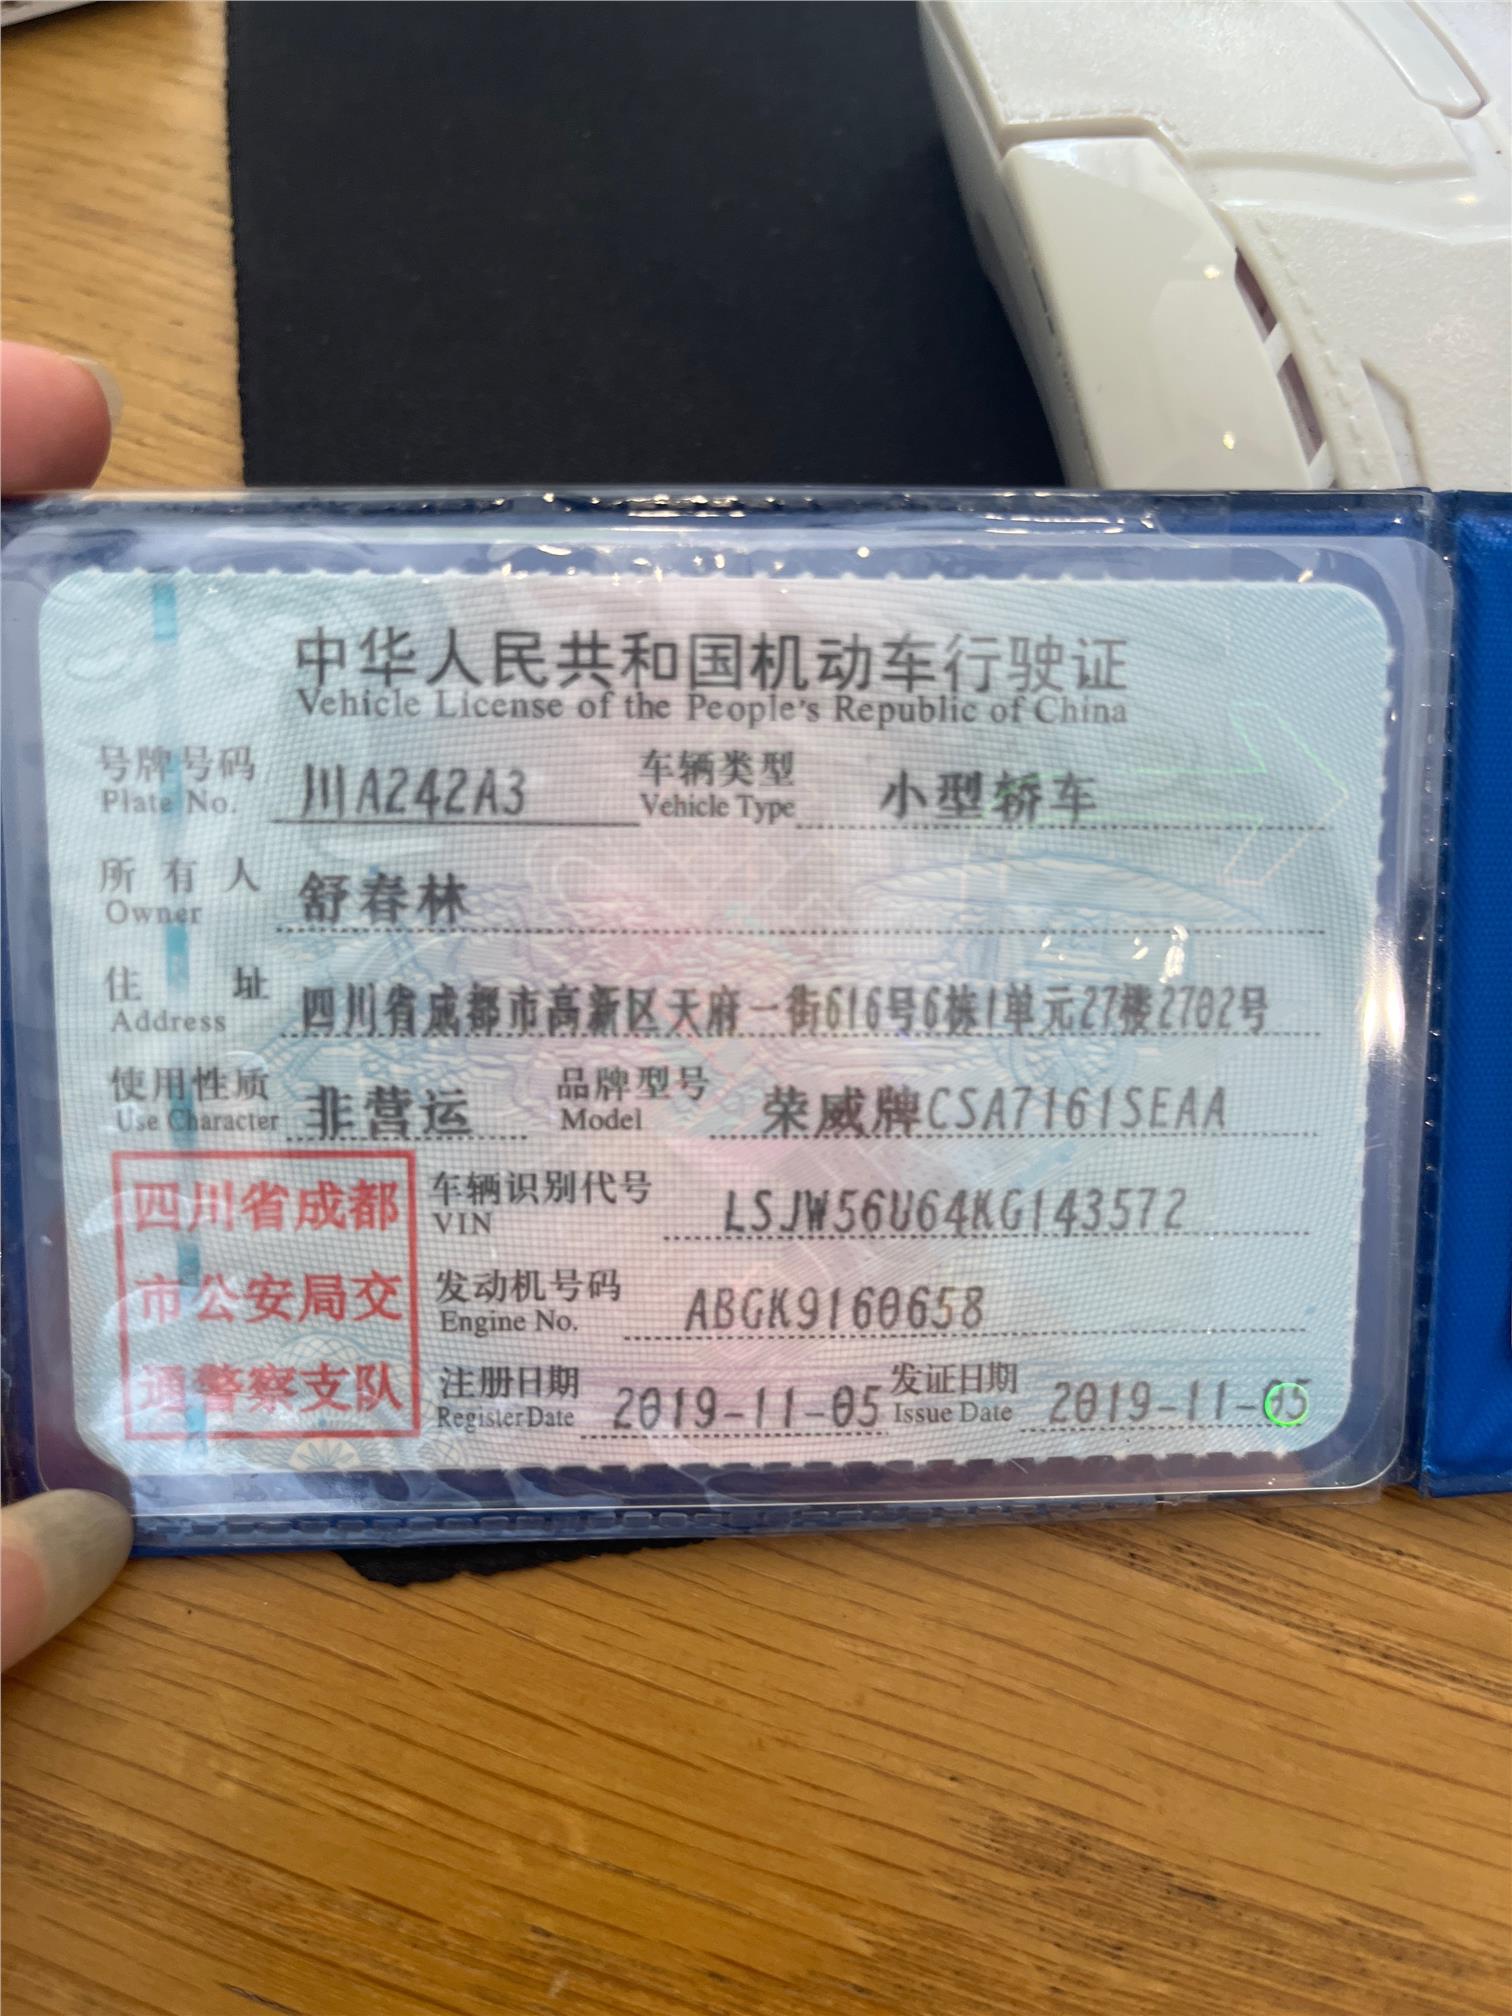 中华人民共和国机动车行驶证
Vehicle License of the People's Republic of China
号牌号码 川A242A3 车辆类型 小型轿车
Plate No. Vehicle Type
所有人 舒春林
Owner
住址 四川省成都市高新区天府一街616号6栋1单元27楼2702号
Address
使用性质 非营运 品牌型号 荣威牌CSA7161SEAA
Use Character Model
四川省成都
市公安局交
通警察支队
车辆识别代号 LSJW56U64KG143572
VIN
发动机号码 ABGK9160658
Engine No.
注册日期 2019-11-05 发证日期 2019-11-05
Register Date Issue Date